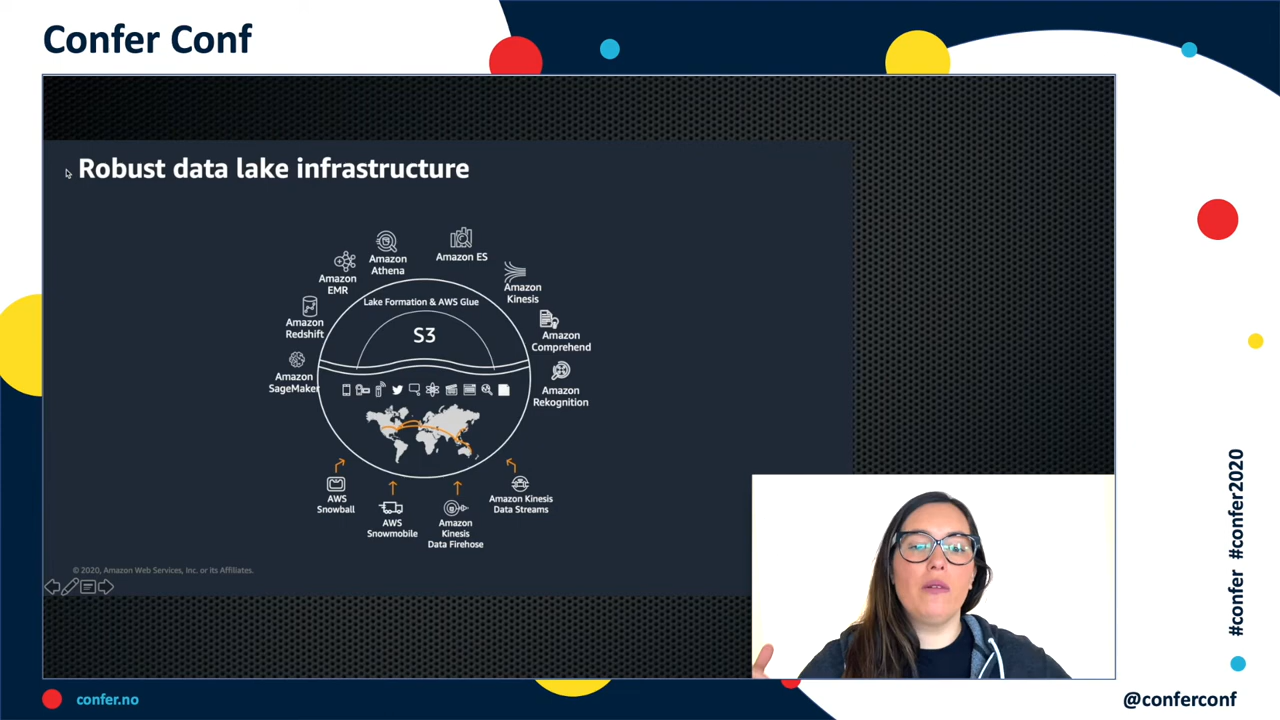 Confer Conf
Robust data lake infrastructure
Amazon
Athena
Amazon ES
Amazon
EMR
Amazon
Kinesis
Lake Formation & AWS Glue
Amazon
Redshift
S3
Amazon
Comprehend
Amazon
SageMaker
Amazon
Rekognition
AWS
Snowball
AWS
Snowmobile
Amazon
Kinesis
Data Firehose
Amazon Kinesis
Data Streams
© 2020, Amazon Web Services, Inc. or its Affiliates.
#confer #confer2020
confer.no
@conferconf